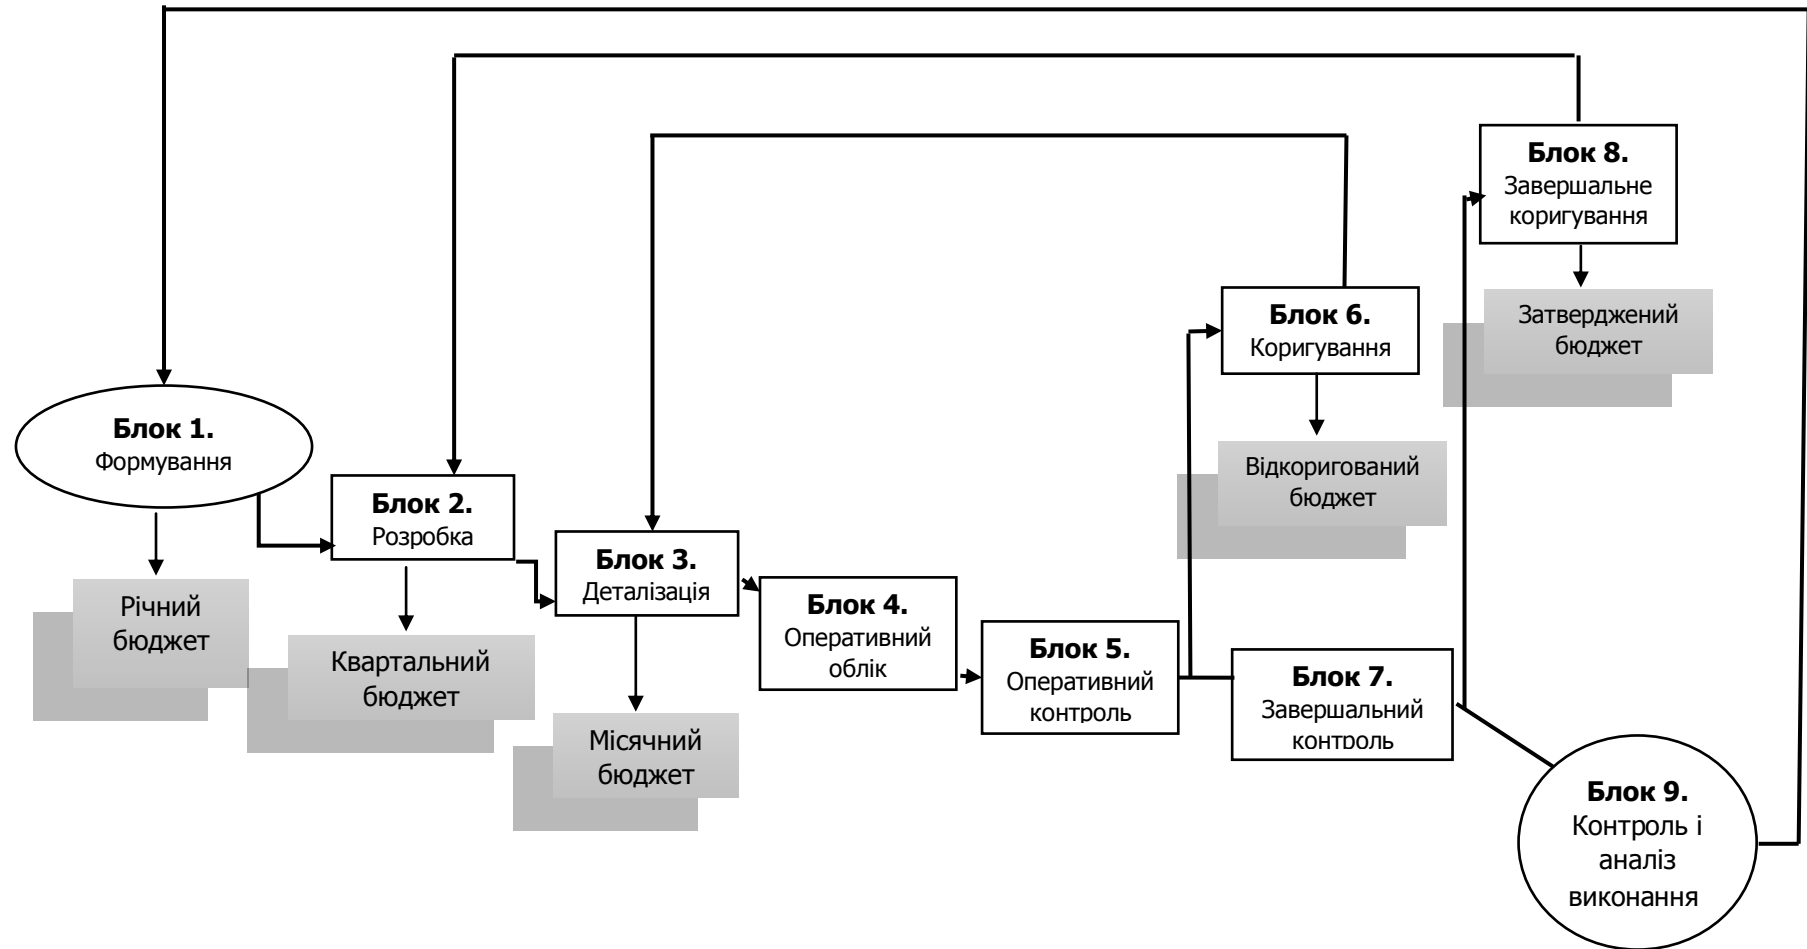 Блок 8.
Завершальне
коригування
Блок 6.
Коригування
Затверджений
бюджет
Блок 1.
Формування
Відкоригований
бюджет
Блок 2.
Розробка
Блок 3.
Деталізація
Річний
бюджет
Блок 4.
Оперативний
облік
Блок 5.
Оперативний
контроль
Квартальний
бюджет
Блок 7.
Завершальний
контроль
Місячний
бюджет
Блок 9.
Контроль і
аналіз
виконання